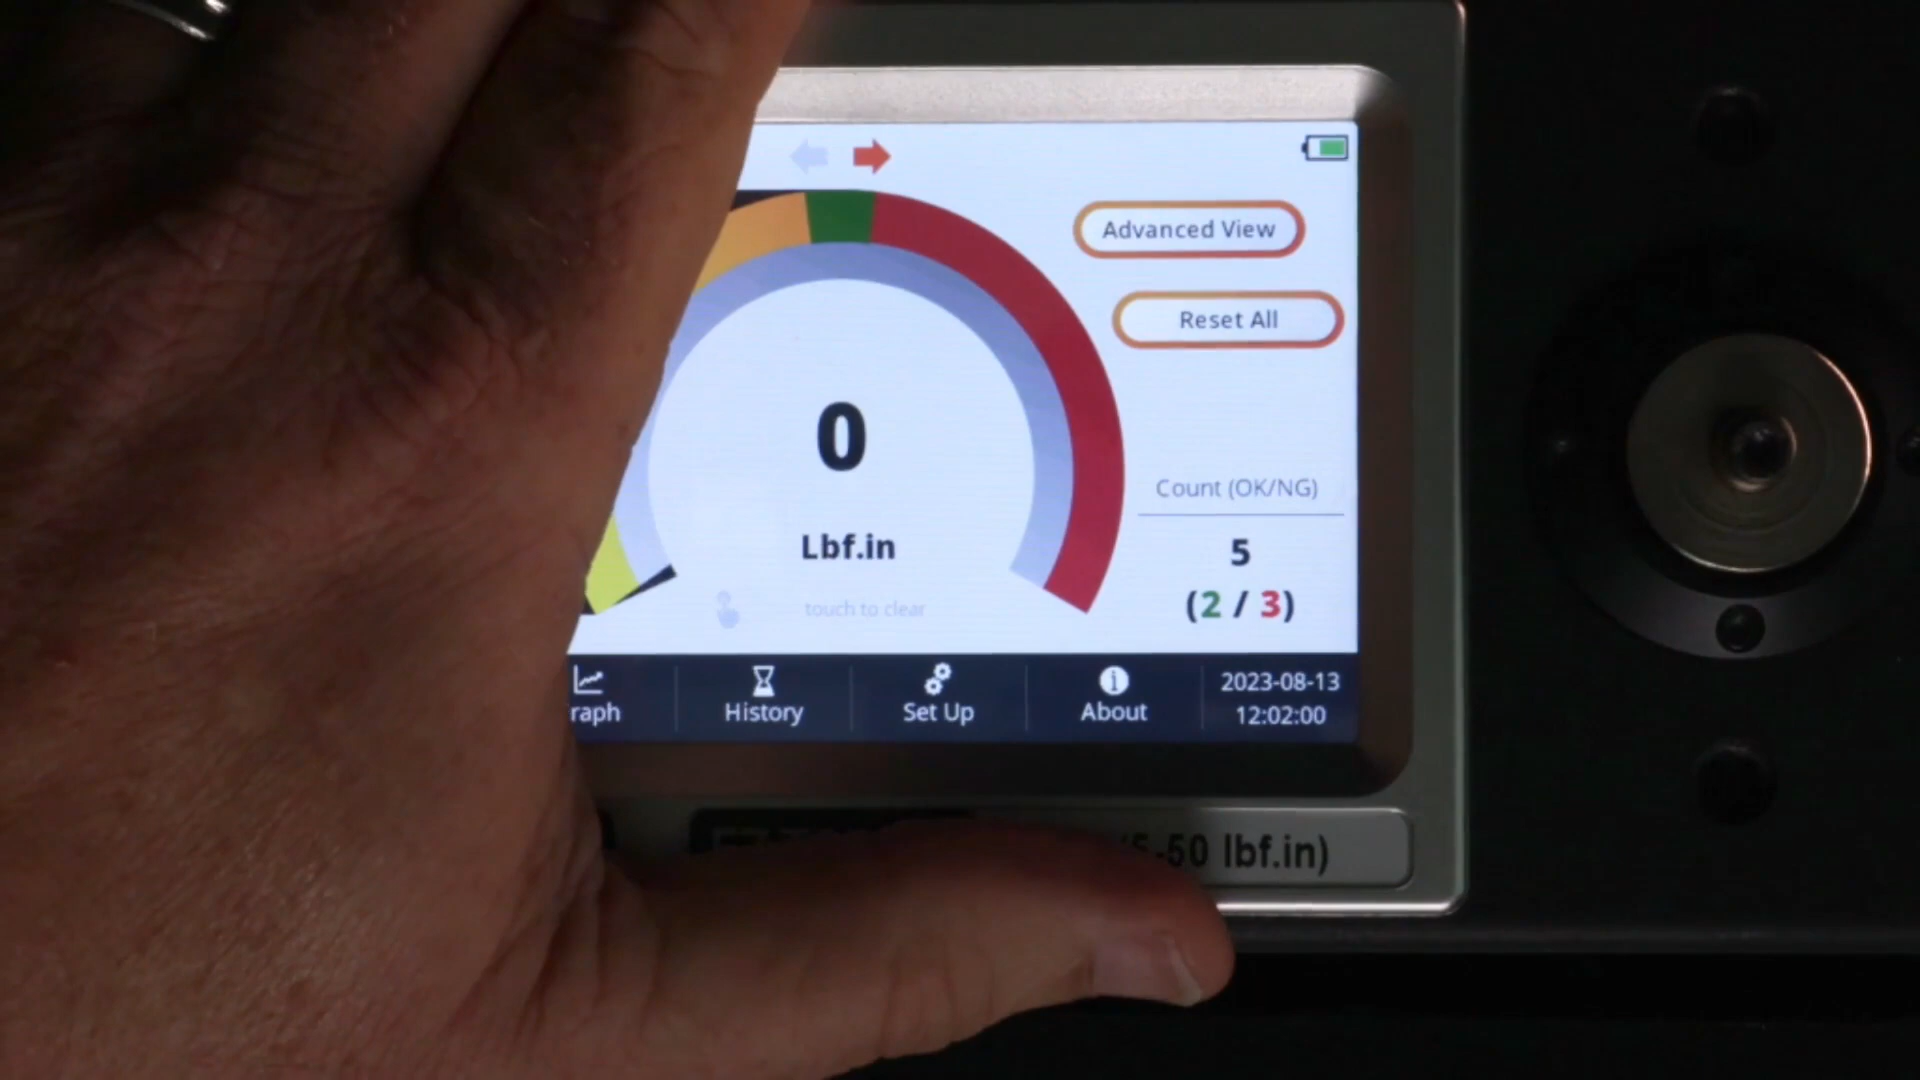 Advanced View
Reset All
0
Lbf.in
touch to clear
Count (OK/NG)
5
(2 / 3)
raph
History
Set Up
About
2023-08-13
12:02:00
5-50 lbf.in)